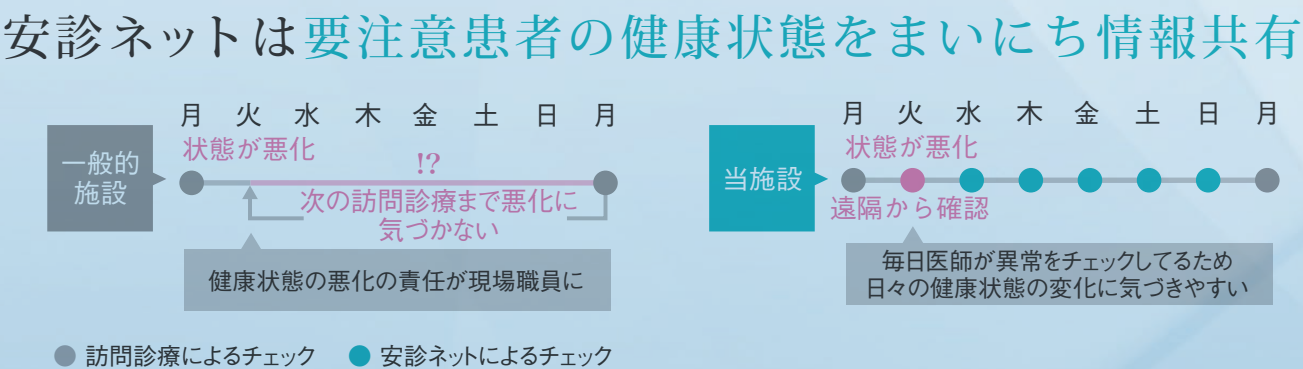 安診ネットは要注意患者の健康状態をまいにち情報共有
月 火 水 木 金 土 日 月
一般的
施設
状態が悪化
!?
次の訪問診療まで悪化に
気づかない
健康状態の悪化の責任が現場職員に
月 火 水 木 金 土 日 月
当施設
状態が悪化
遠隔から確認
毎日医師が異常をチェックしてるため
日々の健康状態の変化に気づきやすい
訪問診療によるチェック
安診ネットによるチェック